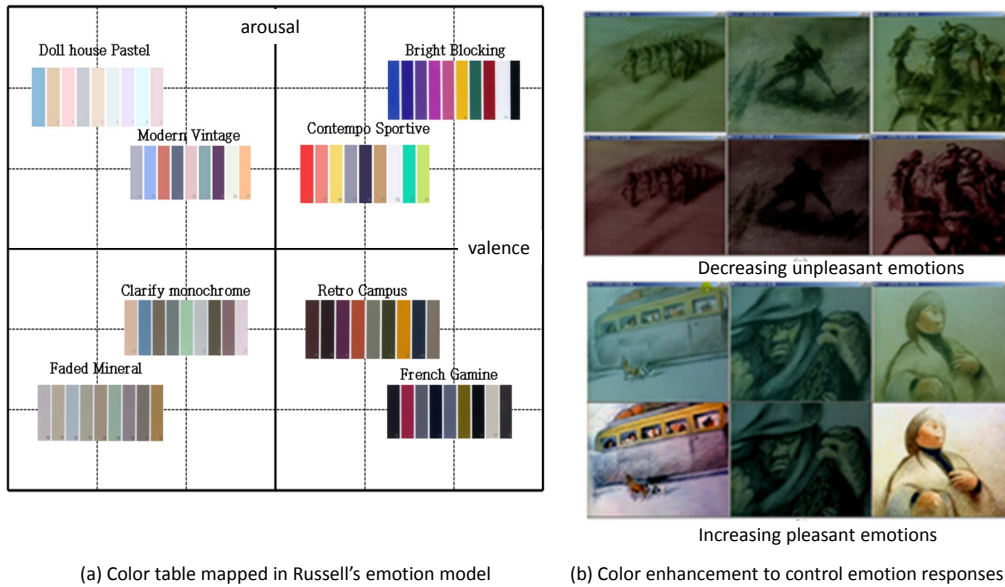 arousal
Doll house Pastel
Bright Blocking
Modern Vintage
Contempo Sportive
valence
Clarify monochrome
Retro Campus
Faded Mineral
French Gamine
(a) Color table mapped in Russell's emotion model
Decreasing unpleasant emotions
Increasing pleasant emotions
(b) Color enhancement to control emotion responses